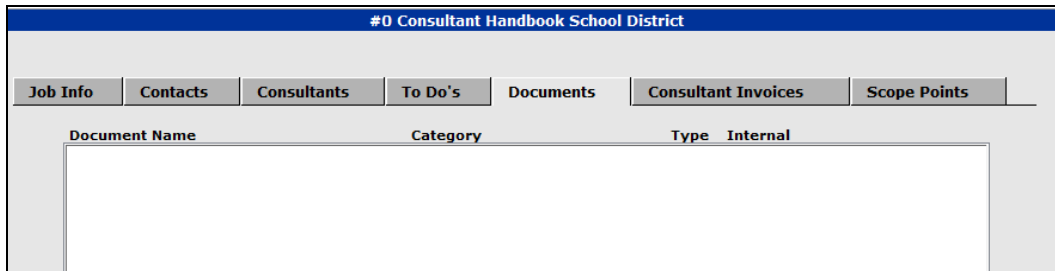 #0 Consultant Handbook School District
Job Info Contacts Consultants To Do's Documents Consultant Invoices Scope Points
Document Name Category Type Internal